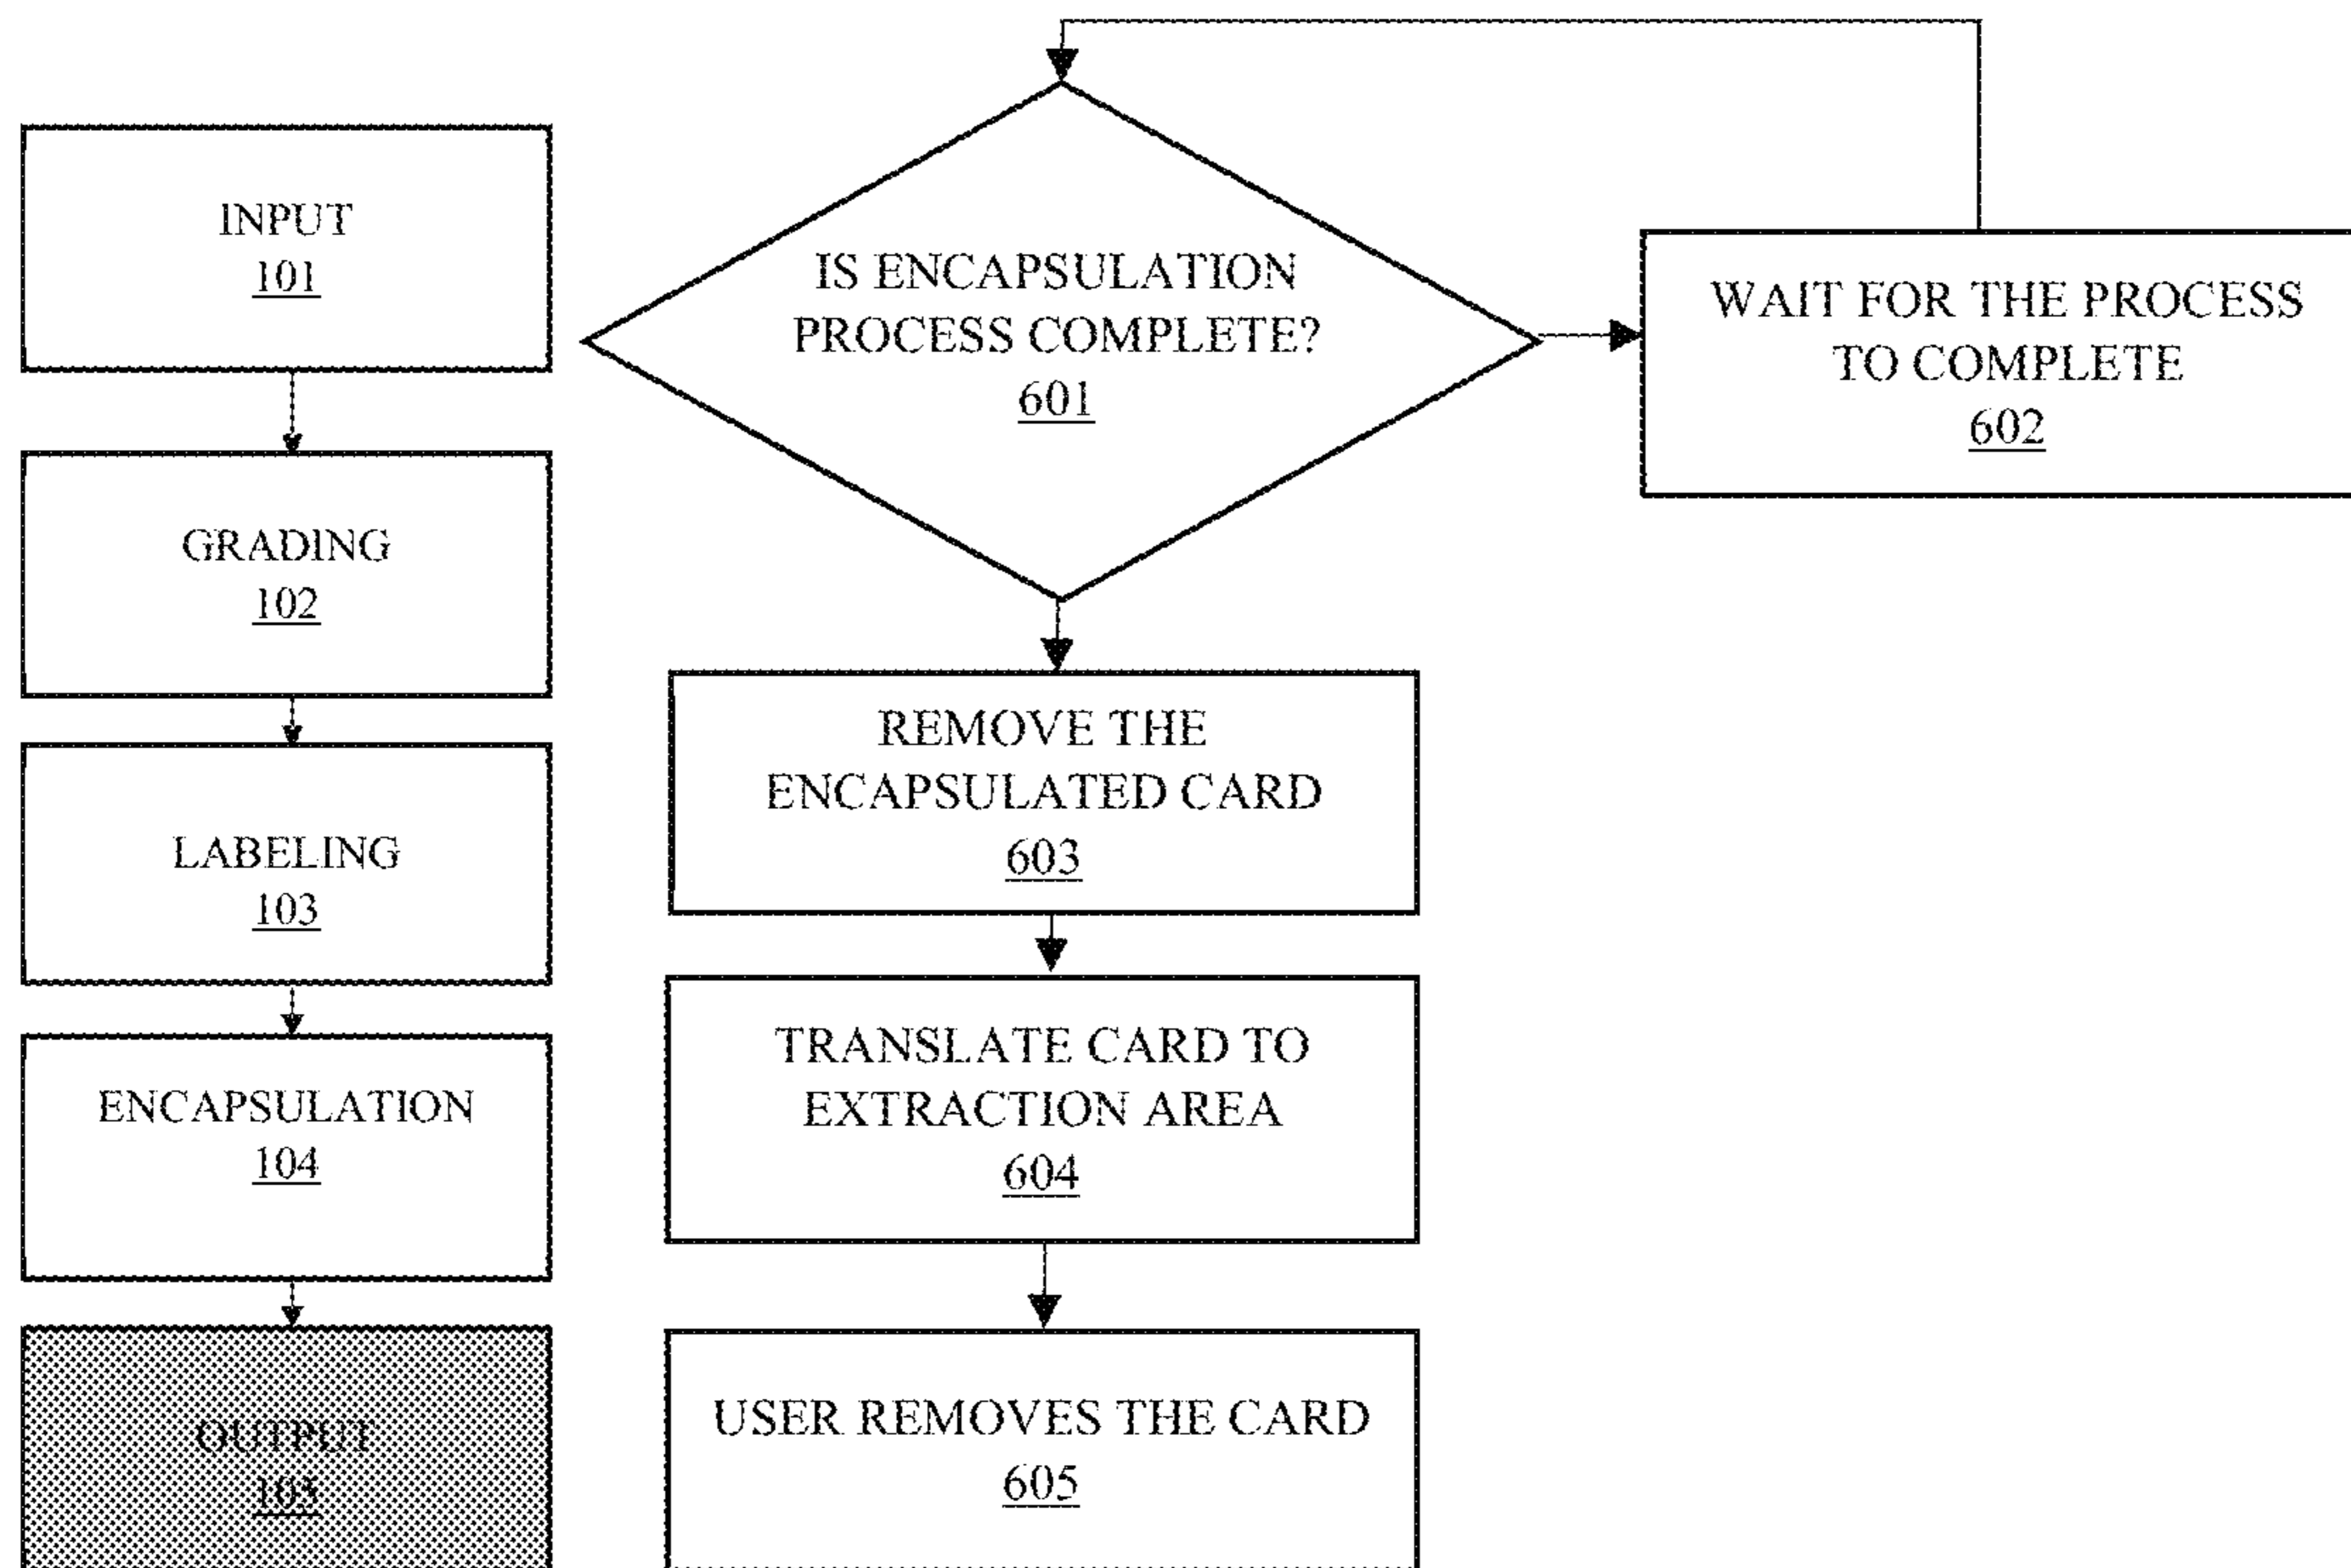 INPUT
101
GRADING
102
LABELING
103
ENCAPSULATION
104
OUTPUT
105
IS ENCAPSULATION
PROCESS COMPLETE?
601
WAIT FOR THE PROCESS
TO COMPLETE
602
REMOVE THE
ENCAPSULATED CARD
603
TRANSLATE CARD TO
EXTRACTION AREA
604
USER REMOVES THE CARD
605